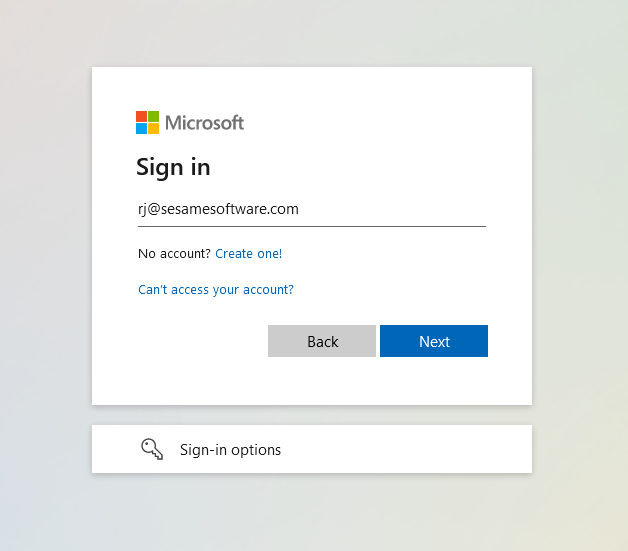 Microsoft
Sign in
rj@sesamesoftware.com
No account? Create one!
Can't access your account?
Back Next
Sign-in options